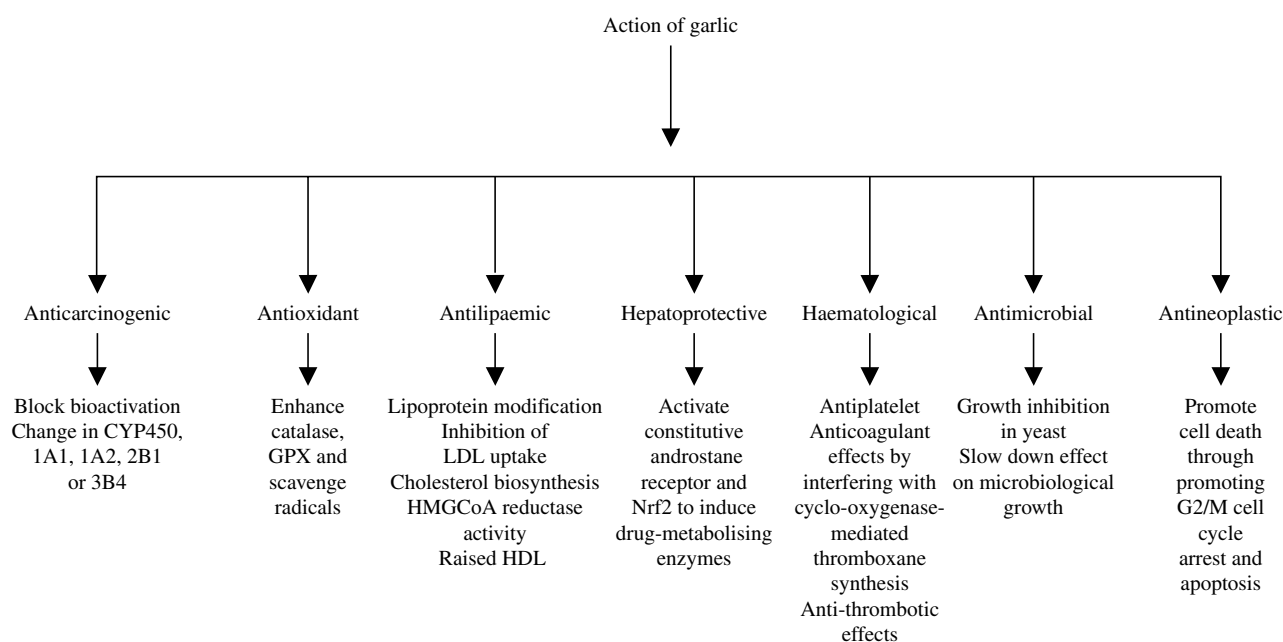 Action of garlic
Anticarcinogenic
Antioxidant
Antilipaemic
Hepatoprotective
Haematological
Antimicrobial
Antineoplastic
Block bioactivation
Change in CYP450,
1A1, 1A2, 2B1
or 3B4
Enhance
catalase,
GPX and
scavenge
radicals
Lipoprotein modification
Inhibition of
LDL uptake
Cholesterol biosynthesis
HMGCoA reductase
activity
Raised HDL
Activate
constitutive
androstane
receptor and
Nrf2 to induce
drug-metabolising
enzymes
Antiplatelet
Anticoagulant
effects by
interfering with
cyclo-oxygenase-
mediated
thromboxane
synthesis
Anti-thrombotic
effects
Growth inhibition
in yeast
Slow down effect
on microbiological
growth
Promote
cell death
through
promoting
G2/M cell
cycle
arrest and
apoptosis